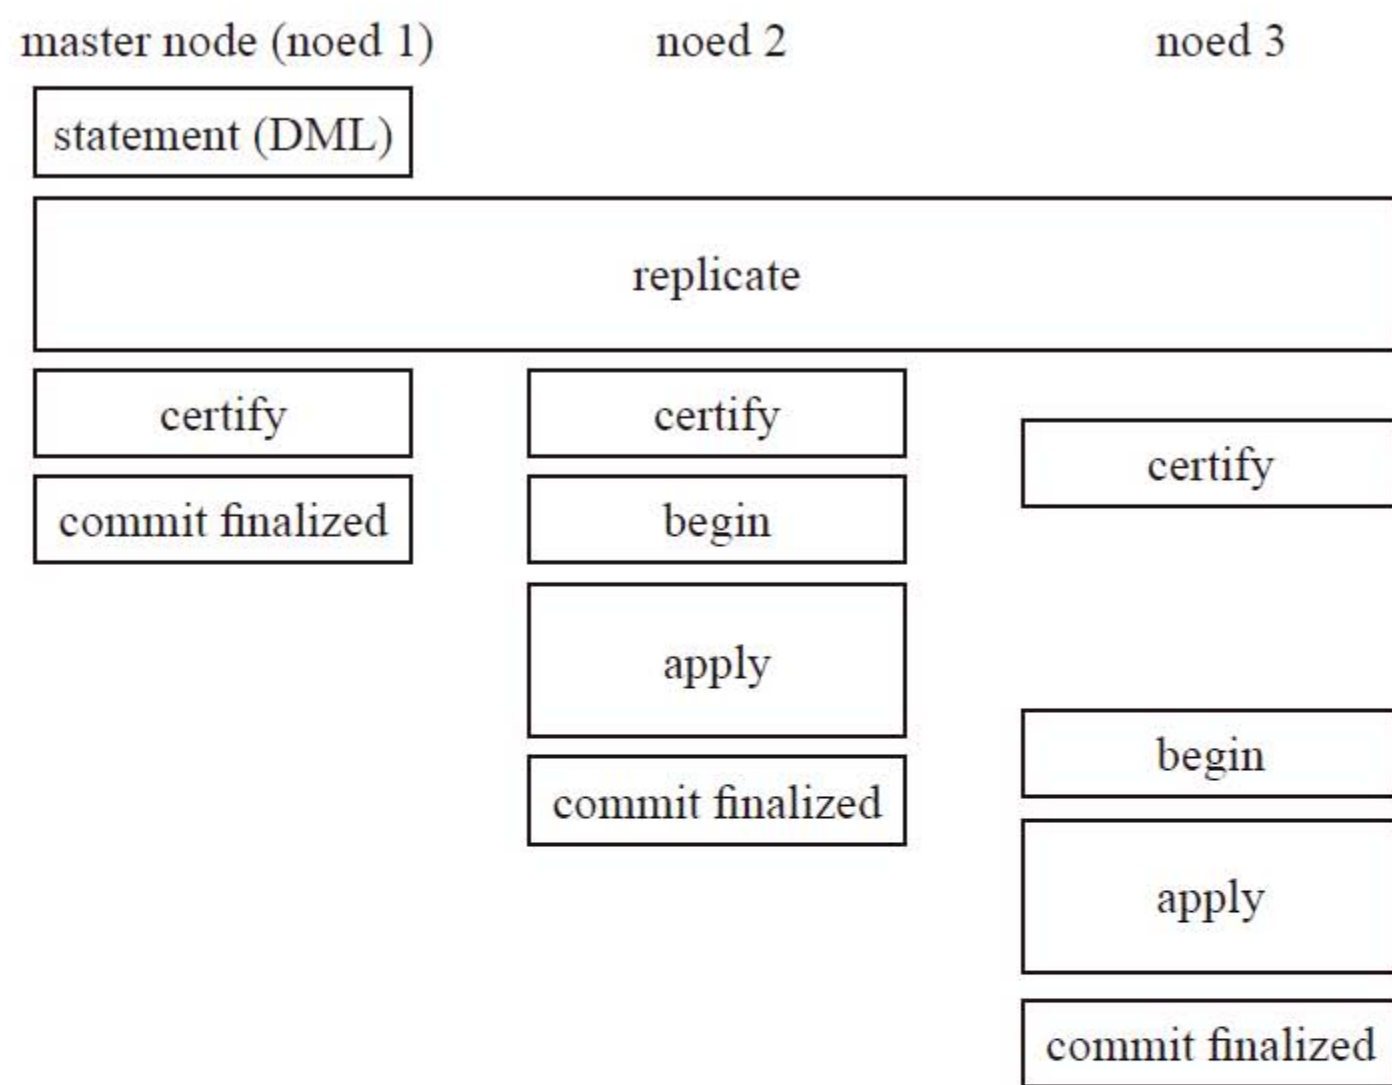 master node (noed 1)
noed 2
noed 3
statement (DML)
replicate
certify
certify
certify
commit finalized
begin
apply
begin
commit finalized
apply
commit finalized